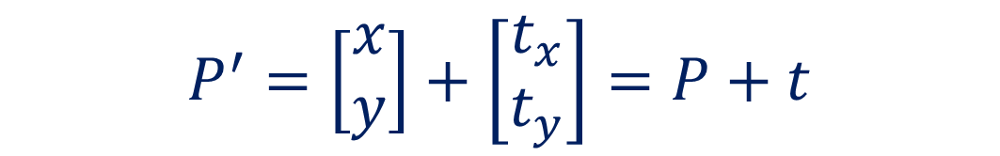 P′ = [x y] + [t_x t_y] = P + t